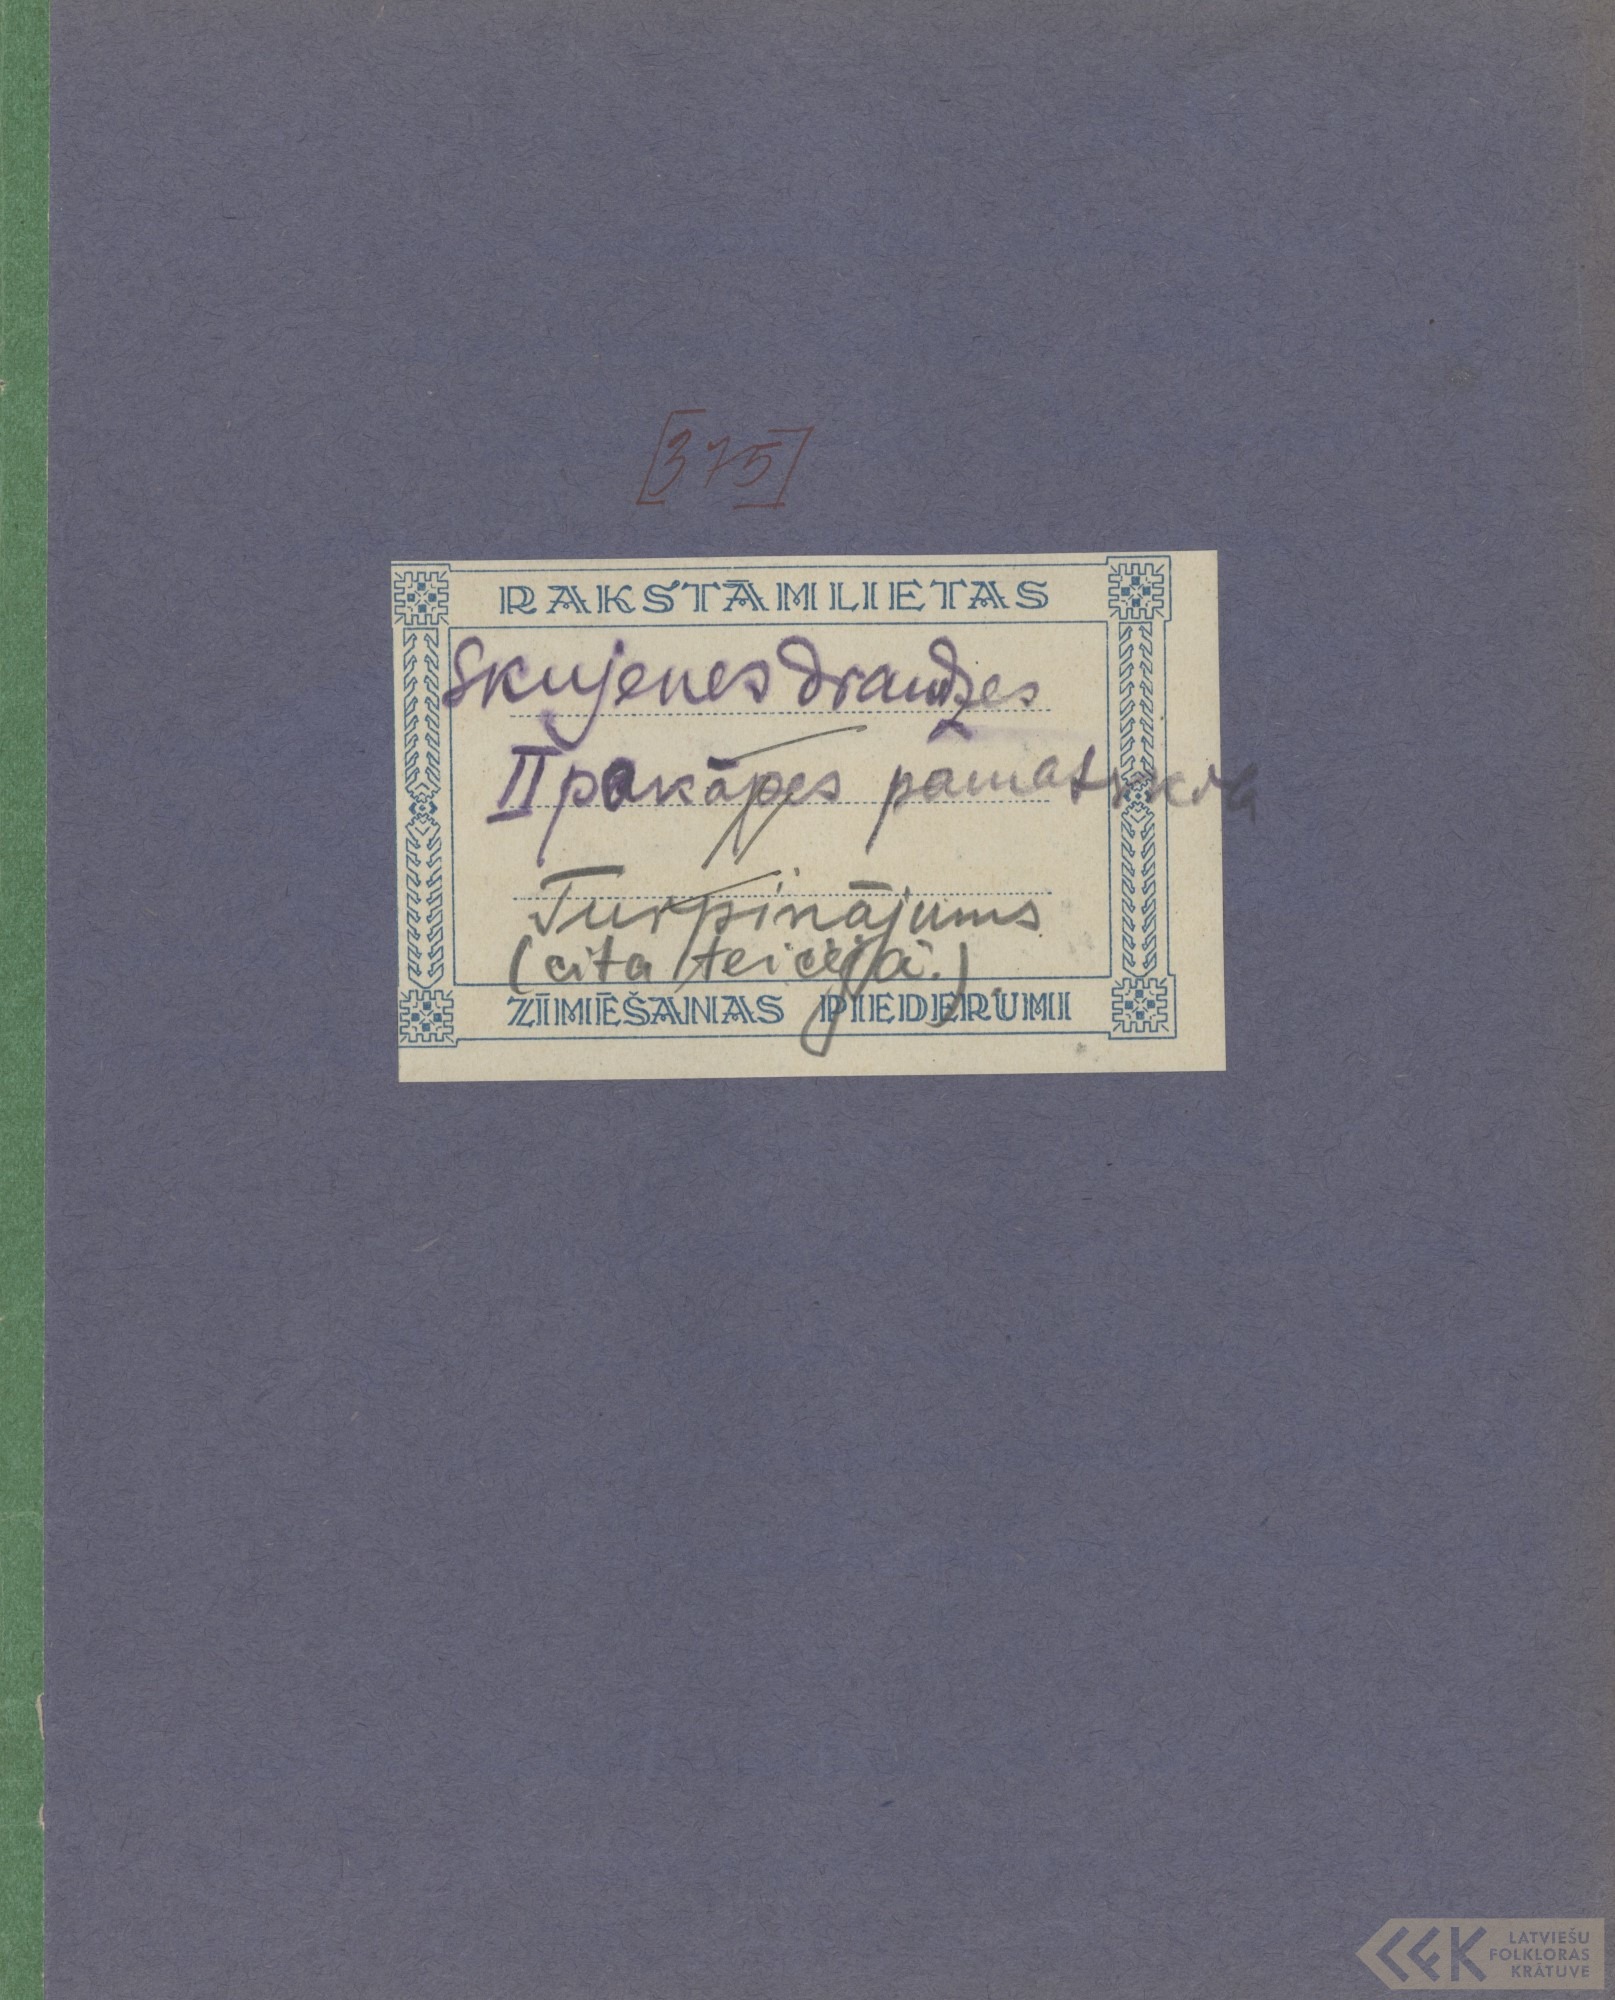 [375]
RAKSTĀMLIETAS
Skujenes draudzes
II pakāpes pamatskola
Turpinājums
(cita teicēja.)
ZĪMĒŠANAS PIEDERUMI
LATVIEŠU
FOLKLORAS
KRĀTUVE